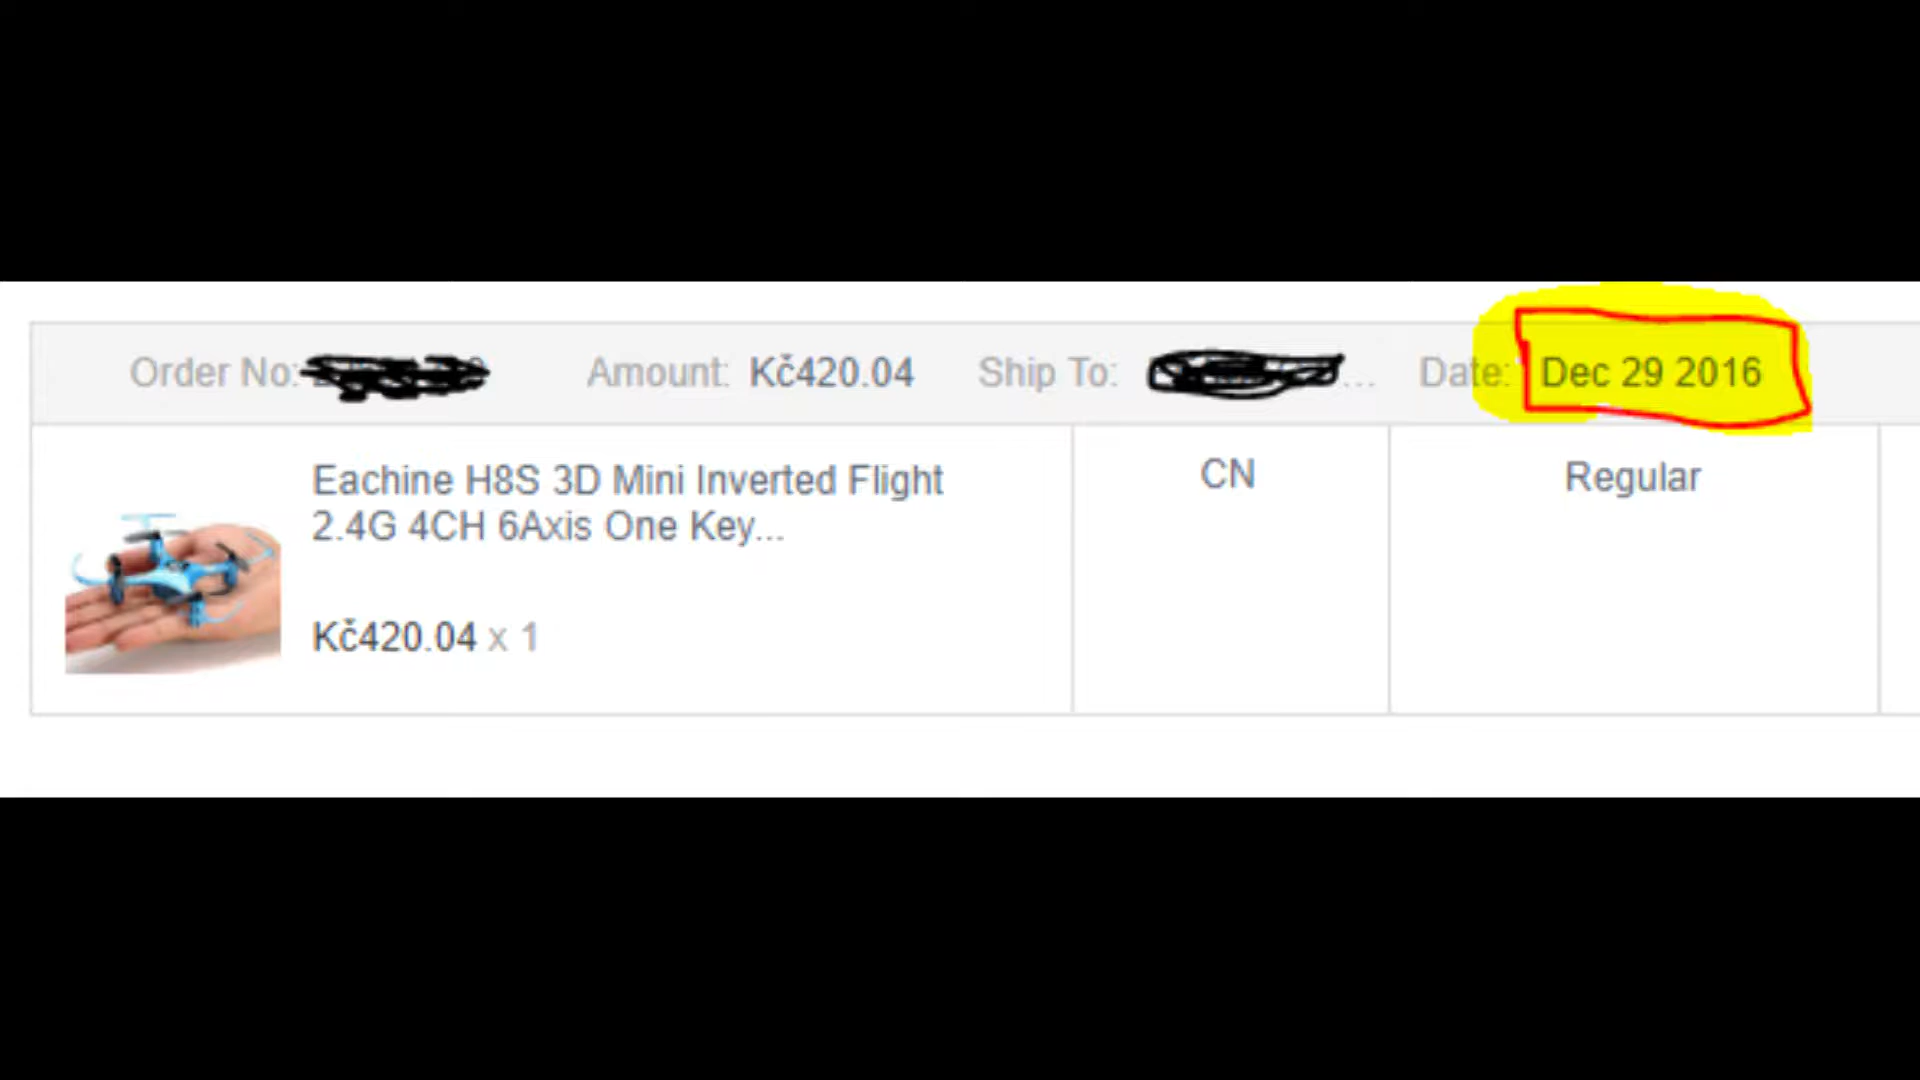 Order No: Amount: Kč420.04 Ship To: ... Date: Dec 29 2016
Eachine H8S 3D Mini Inverted Flight
2.4G 4CH 6Axis One Key...
Kč420.04 x 1
CN
Regular